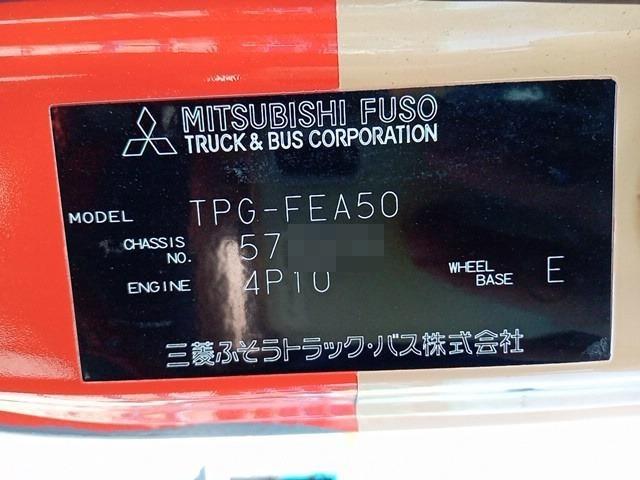 MITSUBISHI FUSO
TRUCK & BUS CORPORATION
MODEL TPG-FEA50
CHASSIS NO. 57
ENGINE 4P10 WHEEL BASE E
三菱ふそうトラック・バス株式会社